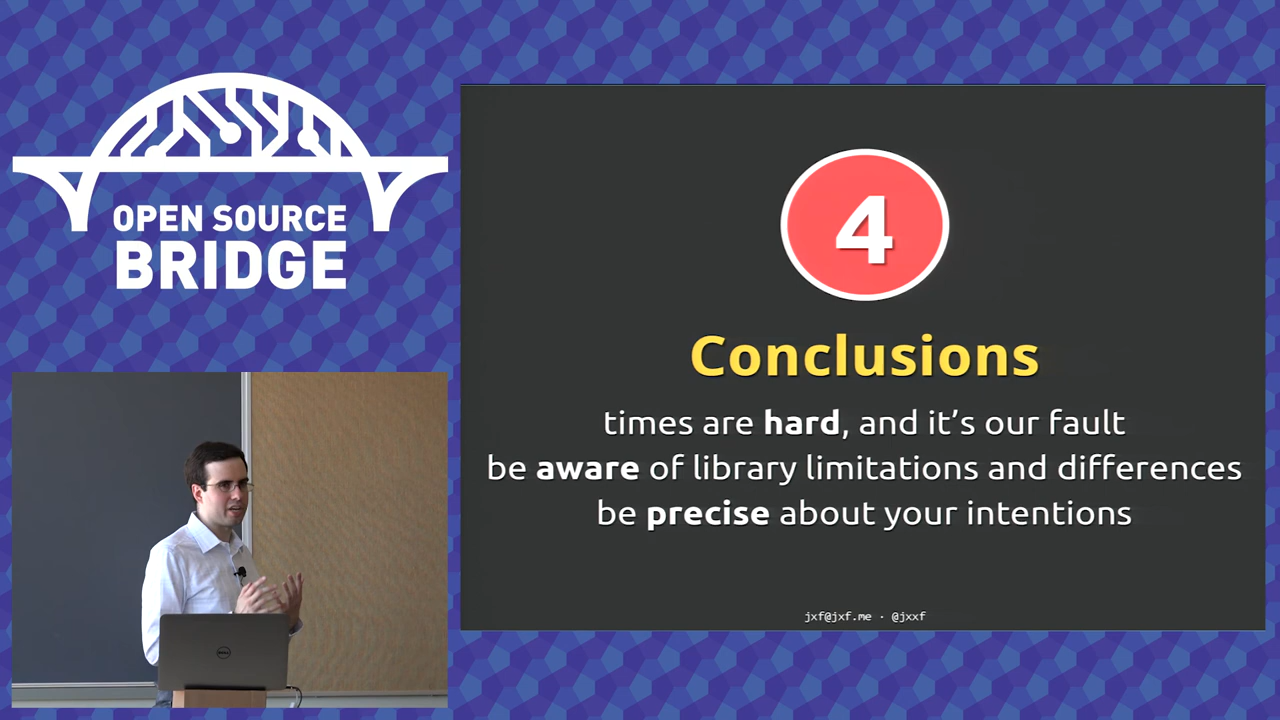 OPEN SOURCE
BRIDGE
4
Conclusions
times are hard, and it’s our fault
be aware of library limitations and differences
be precise about your intentions
jxf@jxf.me · @jxxf
DELL